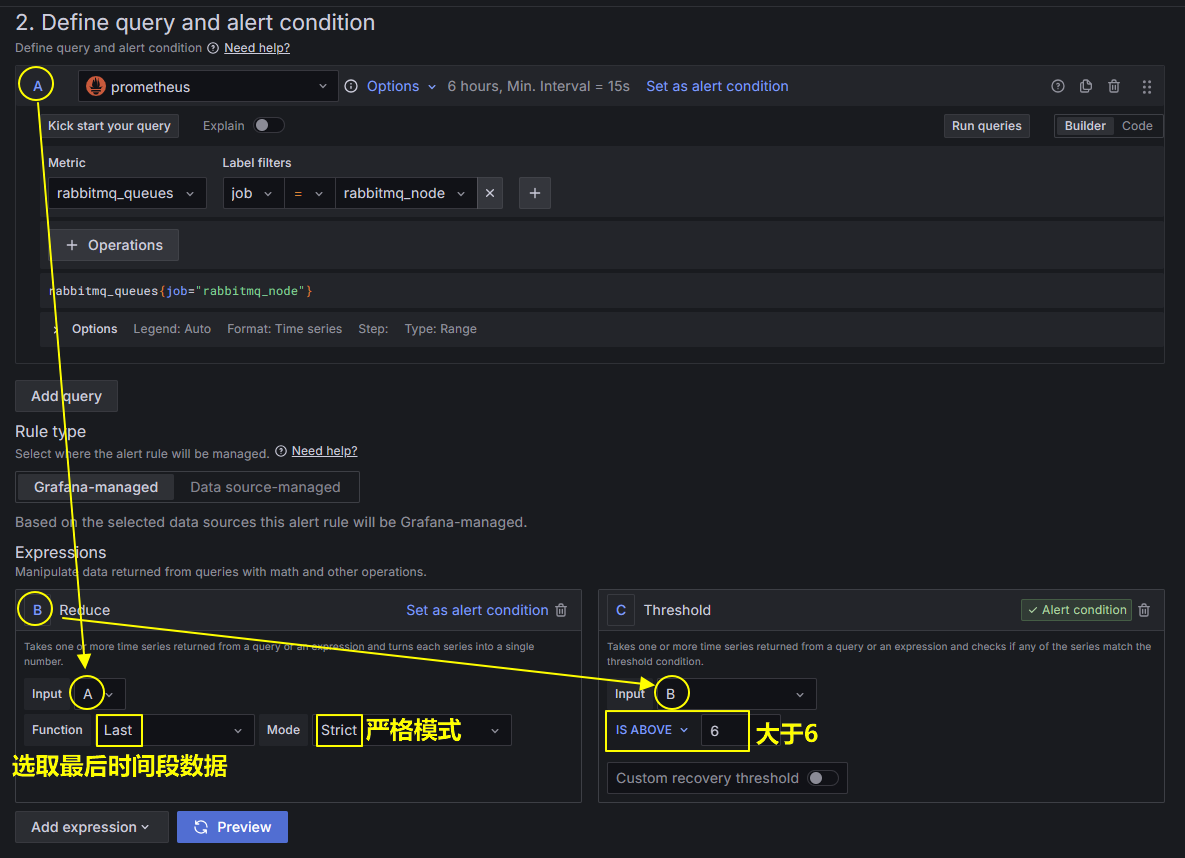 2. Define query and alert condition
Define query and alert condition Need help?
A prometheus Options 6 hours, Min. Interval = 15s Set as alert condition
Kick start your query Explain Run queries Builder Code
Metric Label filters
rabbitmq_queues job = rabbitmq_node × +
+ Operations
rabbitmq_queues{job="rabbitmq_node"}
> Options Legend: Auto Format: Time series Step: Type: Range
Add query
Rule type
Select where the alert rule will be managed. Need help?
Grafana-managed Data source-managed
Based on the selected data sources this alert rule will be Grafana-managed.
Expressions
Manipulate data returned from queries with math and other operations.
B Reduce Set as alert condition
Takes one or more time series returned from a query or an expression and turns each series into a single
number.
Input A
Function Last Mode Strict 严格模式
选取最后时间段数据
C Threshold Alert condition
Takes one or more time series returned from a query or an expression and checks if any of the series match the
threshold condition.
Input B
IS ABOVE 6 大于6
Custom recovery threshold
Add expression Preview